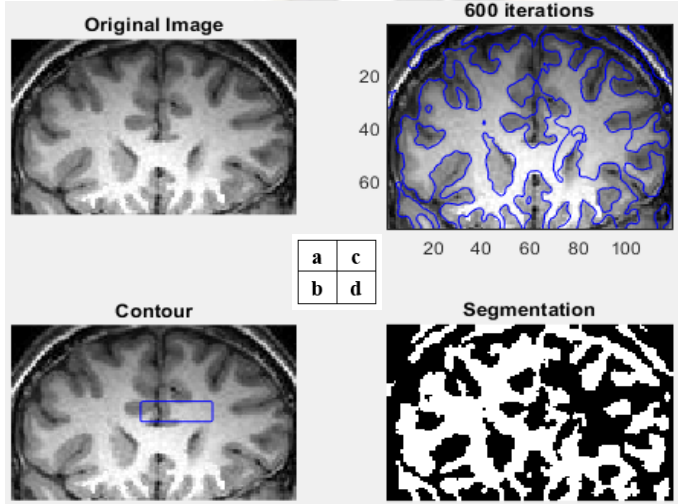 Original Image
600 iterations
20
40
60
20 40 60 80 100
a c
b d
Contour
Segmentation